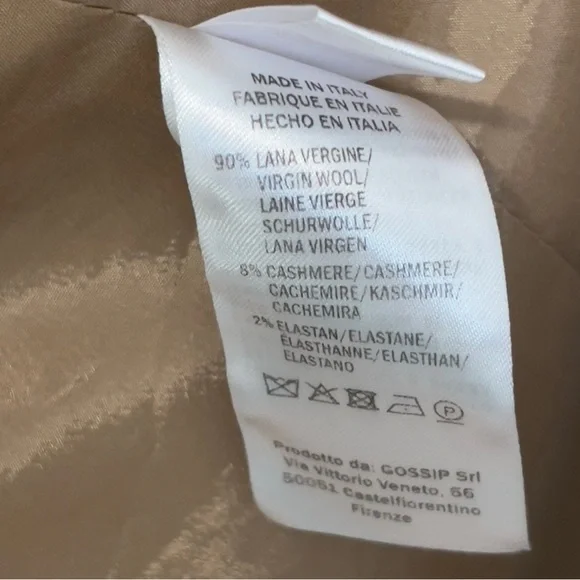 MADE IN ITALY
FABRIQUE EN ITALIE
HECHO EN ITALIA
90% LANA VERGINE/
VIRGIN WOOL/
LAINE VIERGE
SCHURWOLLE/
LANA VIRGEN
8% CASHMERE/CASHMERE/
CACHEMIRE/KASCHMIR/
CACHEMIRA
2% ELASTAN/ELASTANE/
ÉLASTHANNE/ELASTHAN/
ELASTANO
P
Prodotto da: GOSSIP Srl
Via Vittorio Veneto, 56
50051 Castelfiorentino
Firenze